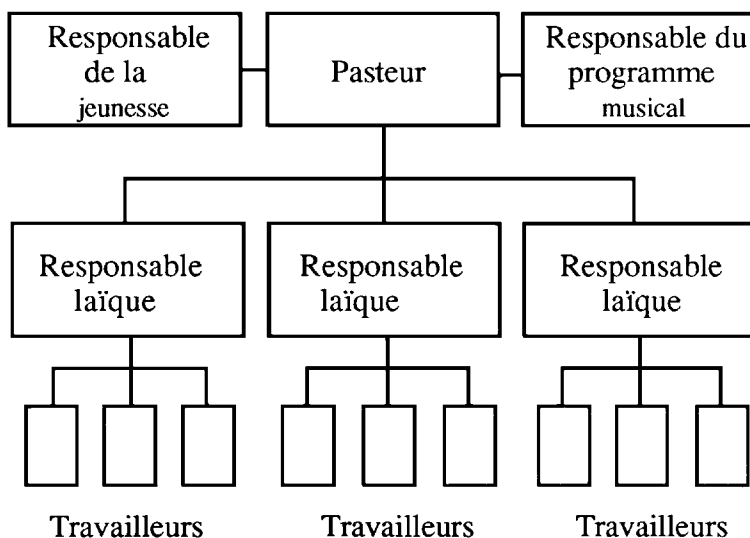 Responsable
de la
jeunesse
Pasteur
Responsable du
programme
musical
Responsable
laïque
Responsable
laïque
Responsable
laïque
Travailleurs
Travailleurs
Travailleurs